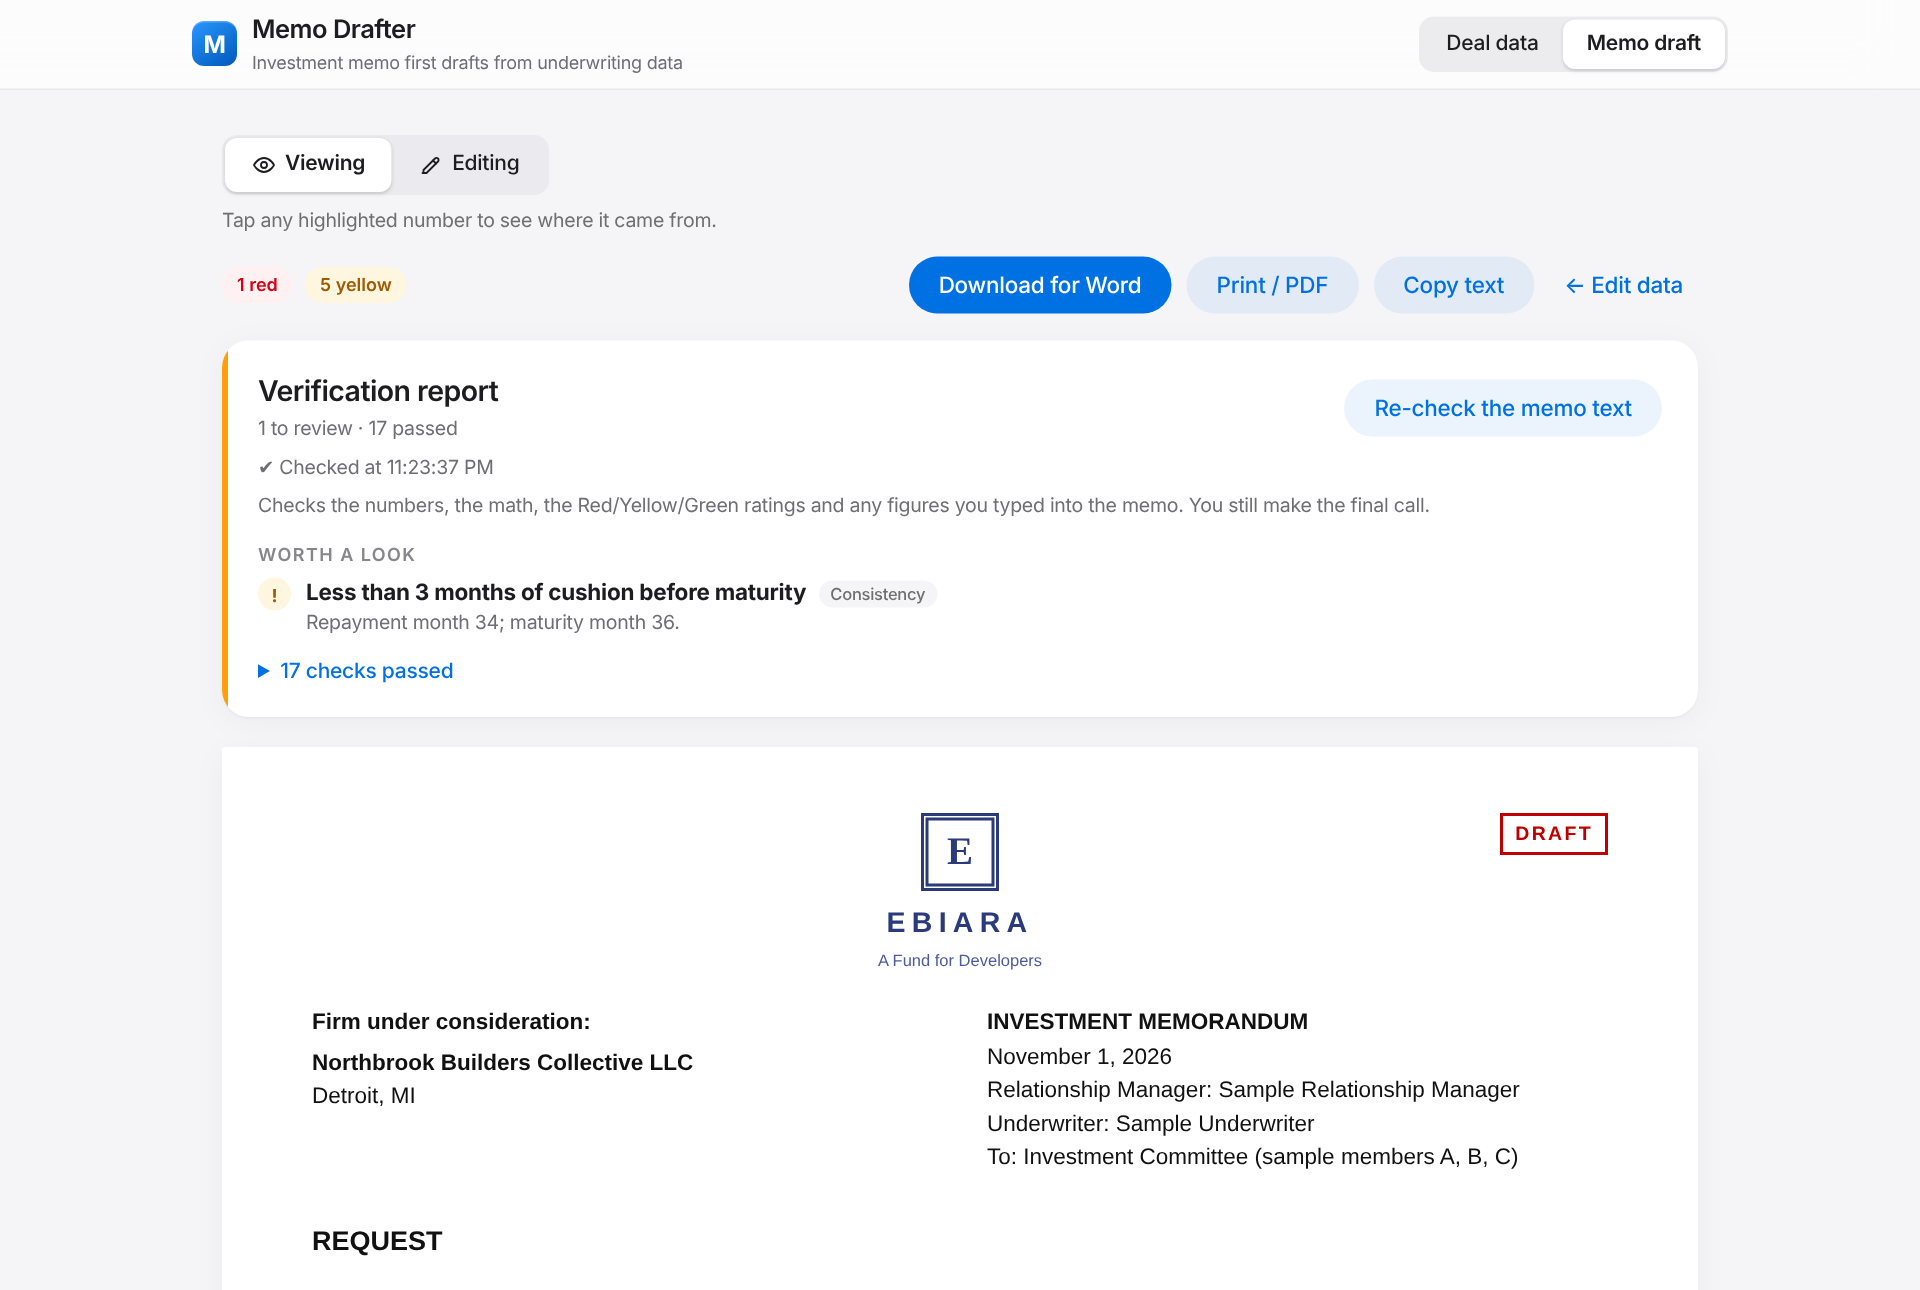 M
Memo Drafter
Investment memo first drafts from underwriting data
Deal data
Memo draft
Viewing
Editing
Tap any highlighted number to see where it came from.
1 red
5 yellow
Download for Word
Print / PDF
Copy text
← Edit data
Verification report
1 to review · 17 passed
✔ Checked at 11:23:37 PM
Checks the numbers, the math, the Red/Yellow/Green ratings and any figures you typed into the memo. You still make the final call.
Re-check the memo text
WORTH A LOOK
! Less than 3 months of cushion before maturity Consistency
Repayment month 34; maturity month 36.
▶ 17 checks passed
DRAFT
E
EBIARA
A Fund for Developers
Firm under consideration:
Northbrook Builders Collective LLC
Detroit, MI
INVESTMENT MEMORANDUM
November 1, 2026
Relationship Manager: Sample Relationship Manager
Underwriter: Sample Underwriter
To: Investment Committee (sample members A, B, C)
REQUEST